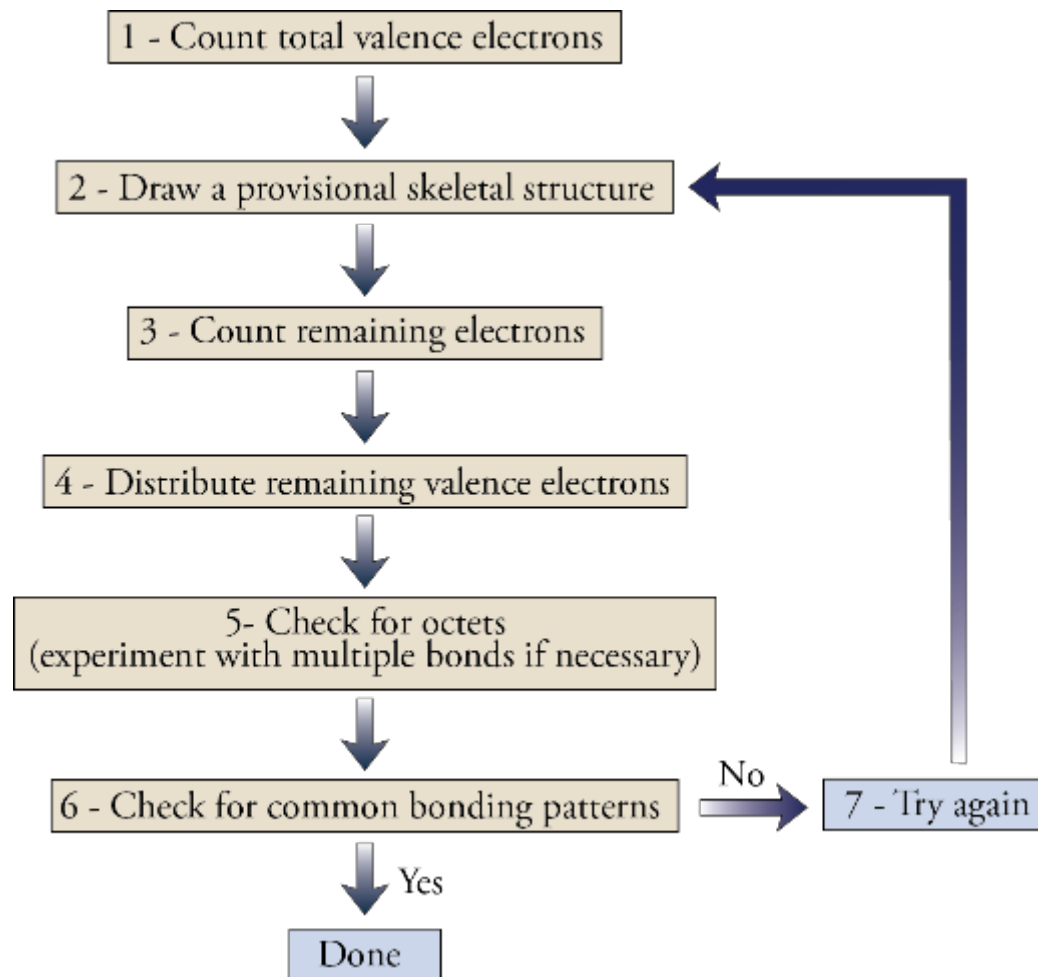 1 - Count total valence electrons
2 - Draw a provisional skeletal structure
3 - Count remaining electrons
4 - Distribute remaining valence electrons
5- Check for octets
(experiment with multiple bonds if necessary)
6 - Check for common bonding patterns
No
7 - Try again
Yes
Done